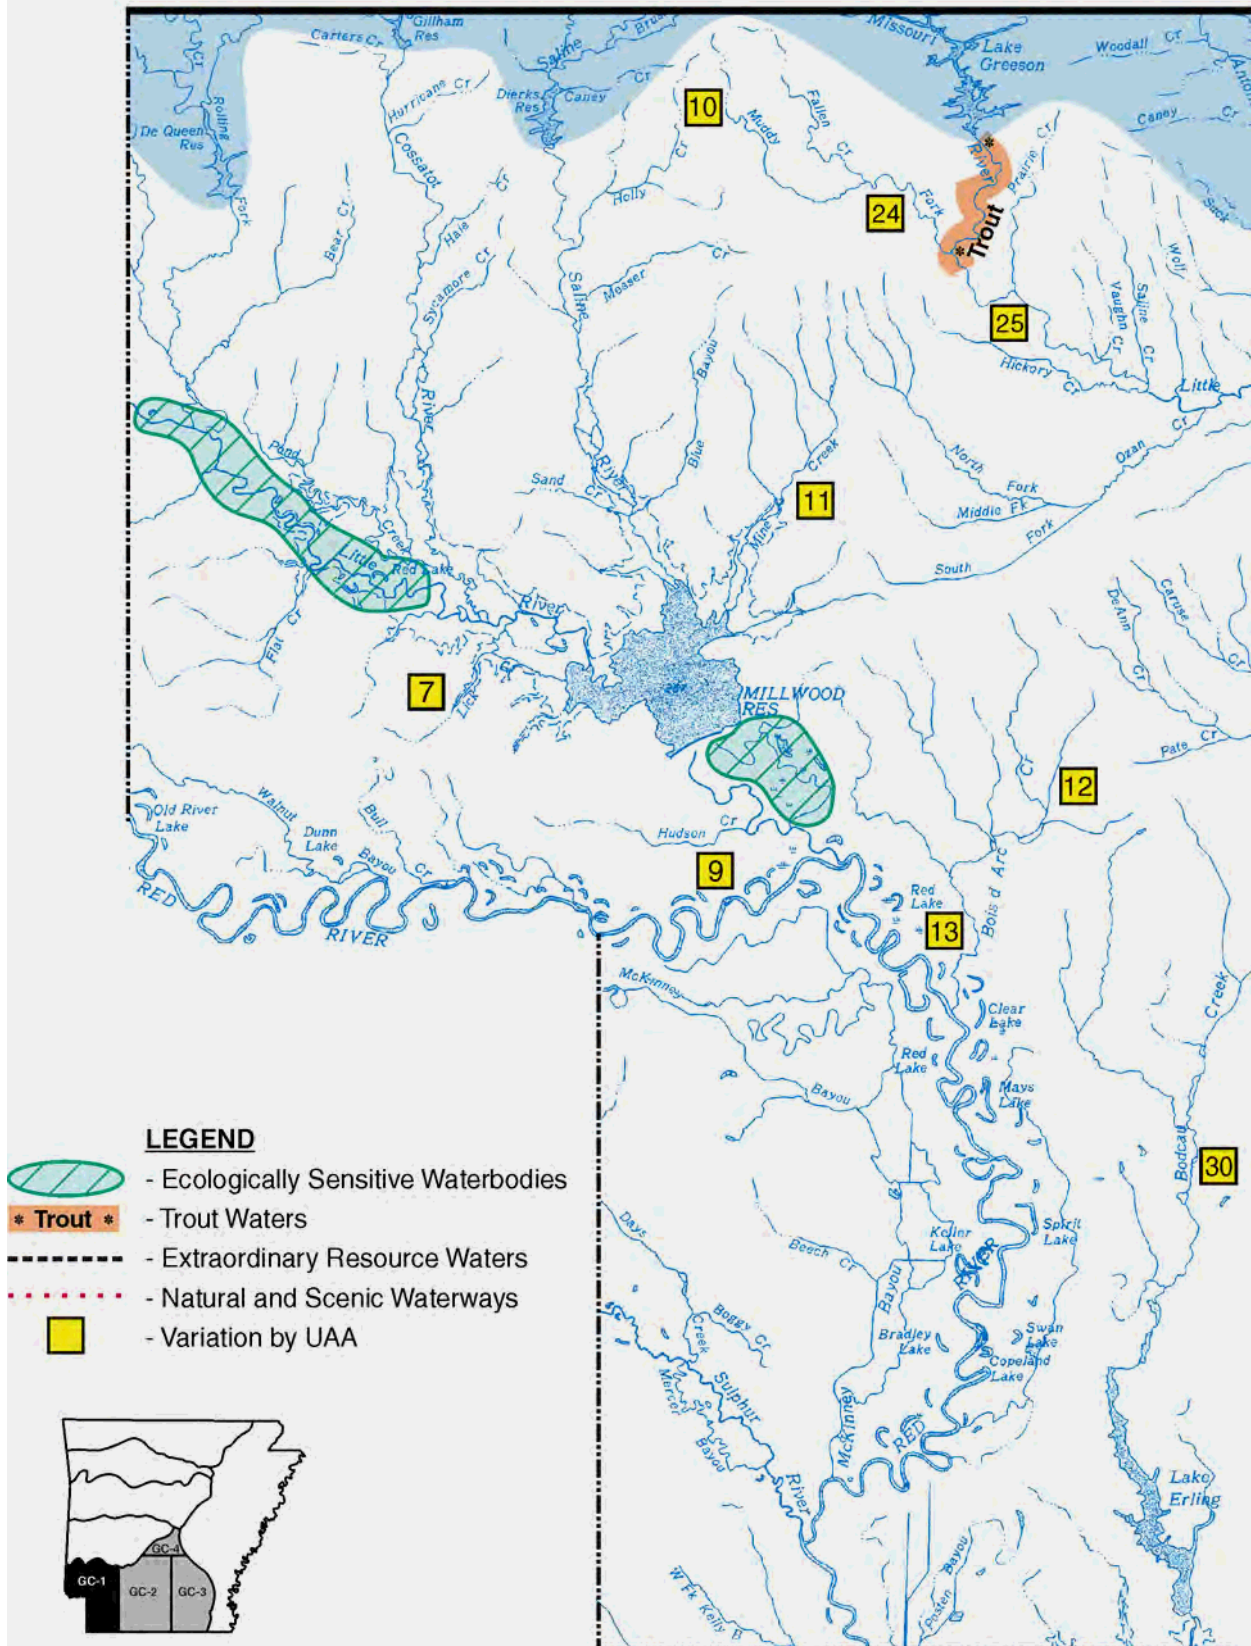 Gillham
Res
Carters Cr
Saline
Brus
Missouri
Lake
Greeson
Woodall Cr
Antoin
Rolling
Fork
De Queen
Res
Hurricane Cr
Cossatot
River
Dierks
Res
Caney
Cr
10
Muddy
Fork
Fallen
Cr
River
Prairie Cr
Caney
Cr
* Trout *
Suck
Holly
Cr
24
Bear Cr
Hale
Cr
Sycamore Cr
Saline
River
Messer
Cr
25
Vaughn Cr
Saline
Cr
Wolf
Hickory
Cr
Little
Blue
Bayou
Ozan
Cr
North
Fork
Middle Fk
South
Fork
Pond
Creek
Sand
Cr
11
Mine
Creek
Little
River
Red Lake
Flat
Cr
7
Lick
Cr
DeAnn
Cr
Caruse
Cr
MILLWOOD
RES
Pate Cr
12
Cr
Old River
Lake
Walnut
Bayou
Dunn
Lake
Bull
Cr
Hudson Cr
9
RED
RIVER
Red
Lake
13
Bois d' Arc
McKinney
Bayou
Clear
Lake
Creek
Bodcau
Red
Lake
Mays
Lake
30
LEGEND
- Ecologically Sensitive Waterbodies
* Trout * - Trout Waters
- Extraordinary Resource Waters
- Natural and Scenic Waterways
- Variation by UAA
Days
Creek
Beech Cr
Keller
Lake
RIVER
Spirit
Lake
Boggy Cr
Bayou
Bradley
Lake
Swan
Lake
Copeland
Lake
Sulphur
River
Mercer
Bayou
McKinney
RED
Lake
Erling
W Fk Kelly B
Posten Bayou
GC-4
GC-1
GC-2
GC-3